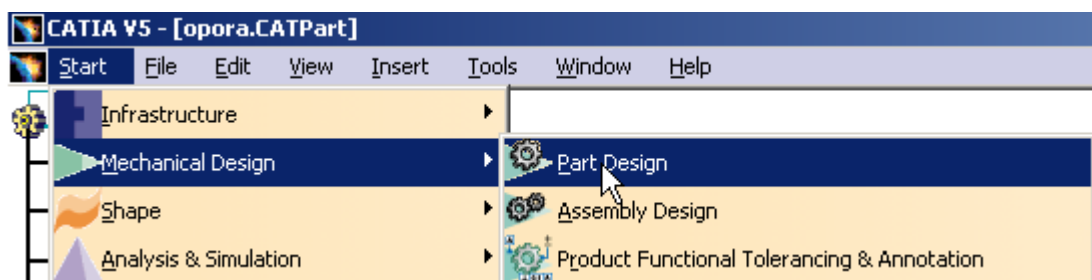 CATIA V5 - [opora.CATPart]
Start File Edit View Insert Tools Window Help
Infrastructure
Mechanical Design Part Design
Shape Assembly Design
Analysis & Simulation Product Functional Tolerancing & Annotation